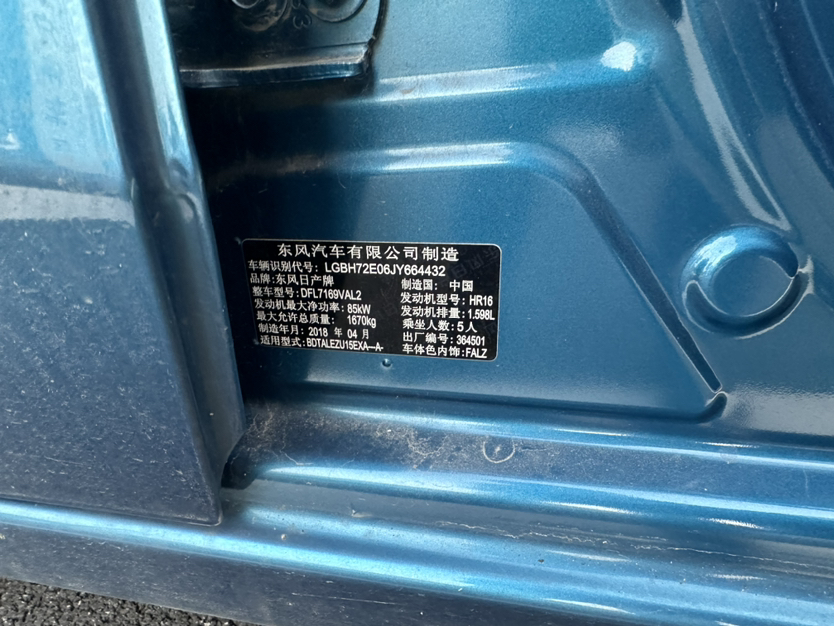 东风汽车有限公司制造
车辆识别代号: LGBH72E06JY664432
品牌:东风日产牌 制造国: 中国
整车型号:DFL7169VAL2 发动机型号: HR16
发动机最大净功率: 85kW 发动机排量: 1.598L
最大允许总质量: 1670kg 乘坐人数: 5人
制造年月: 2018 年 04 月 出厂编号: 364501
适用型式:BDTALEZU15EXA—A- 车体色内饰:FALZ